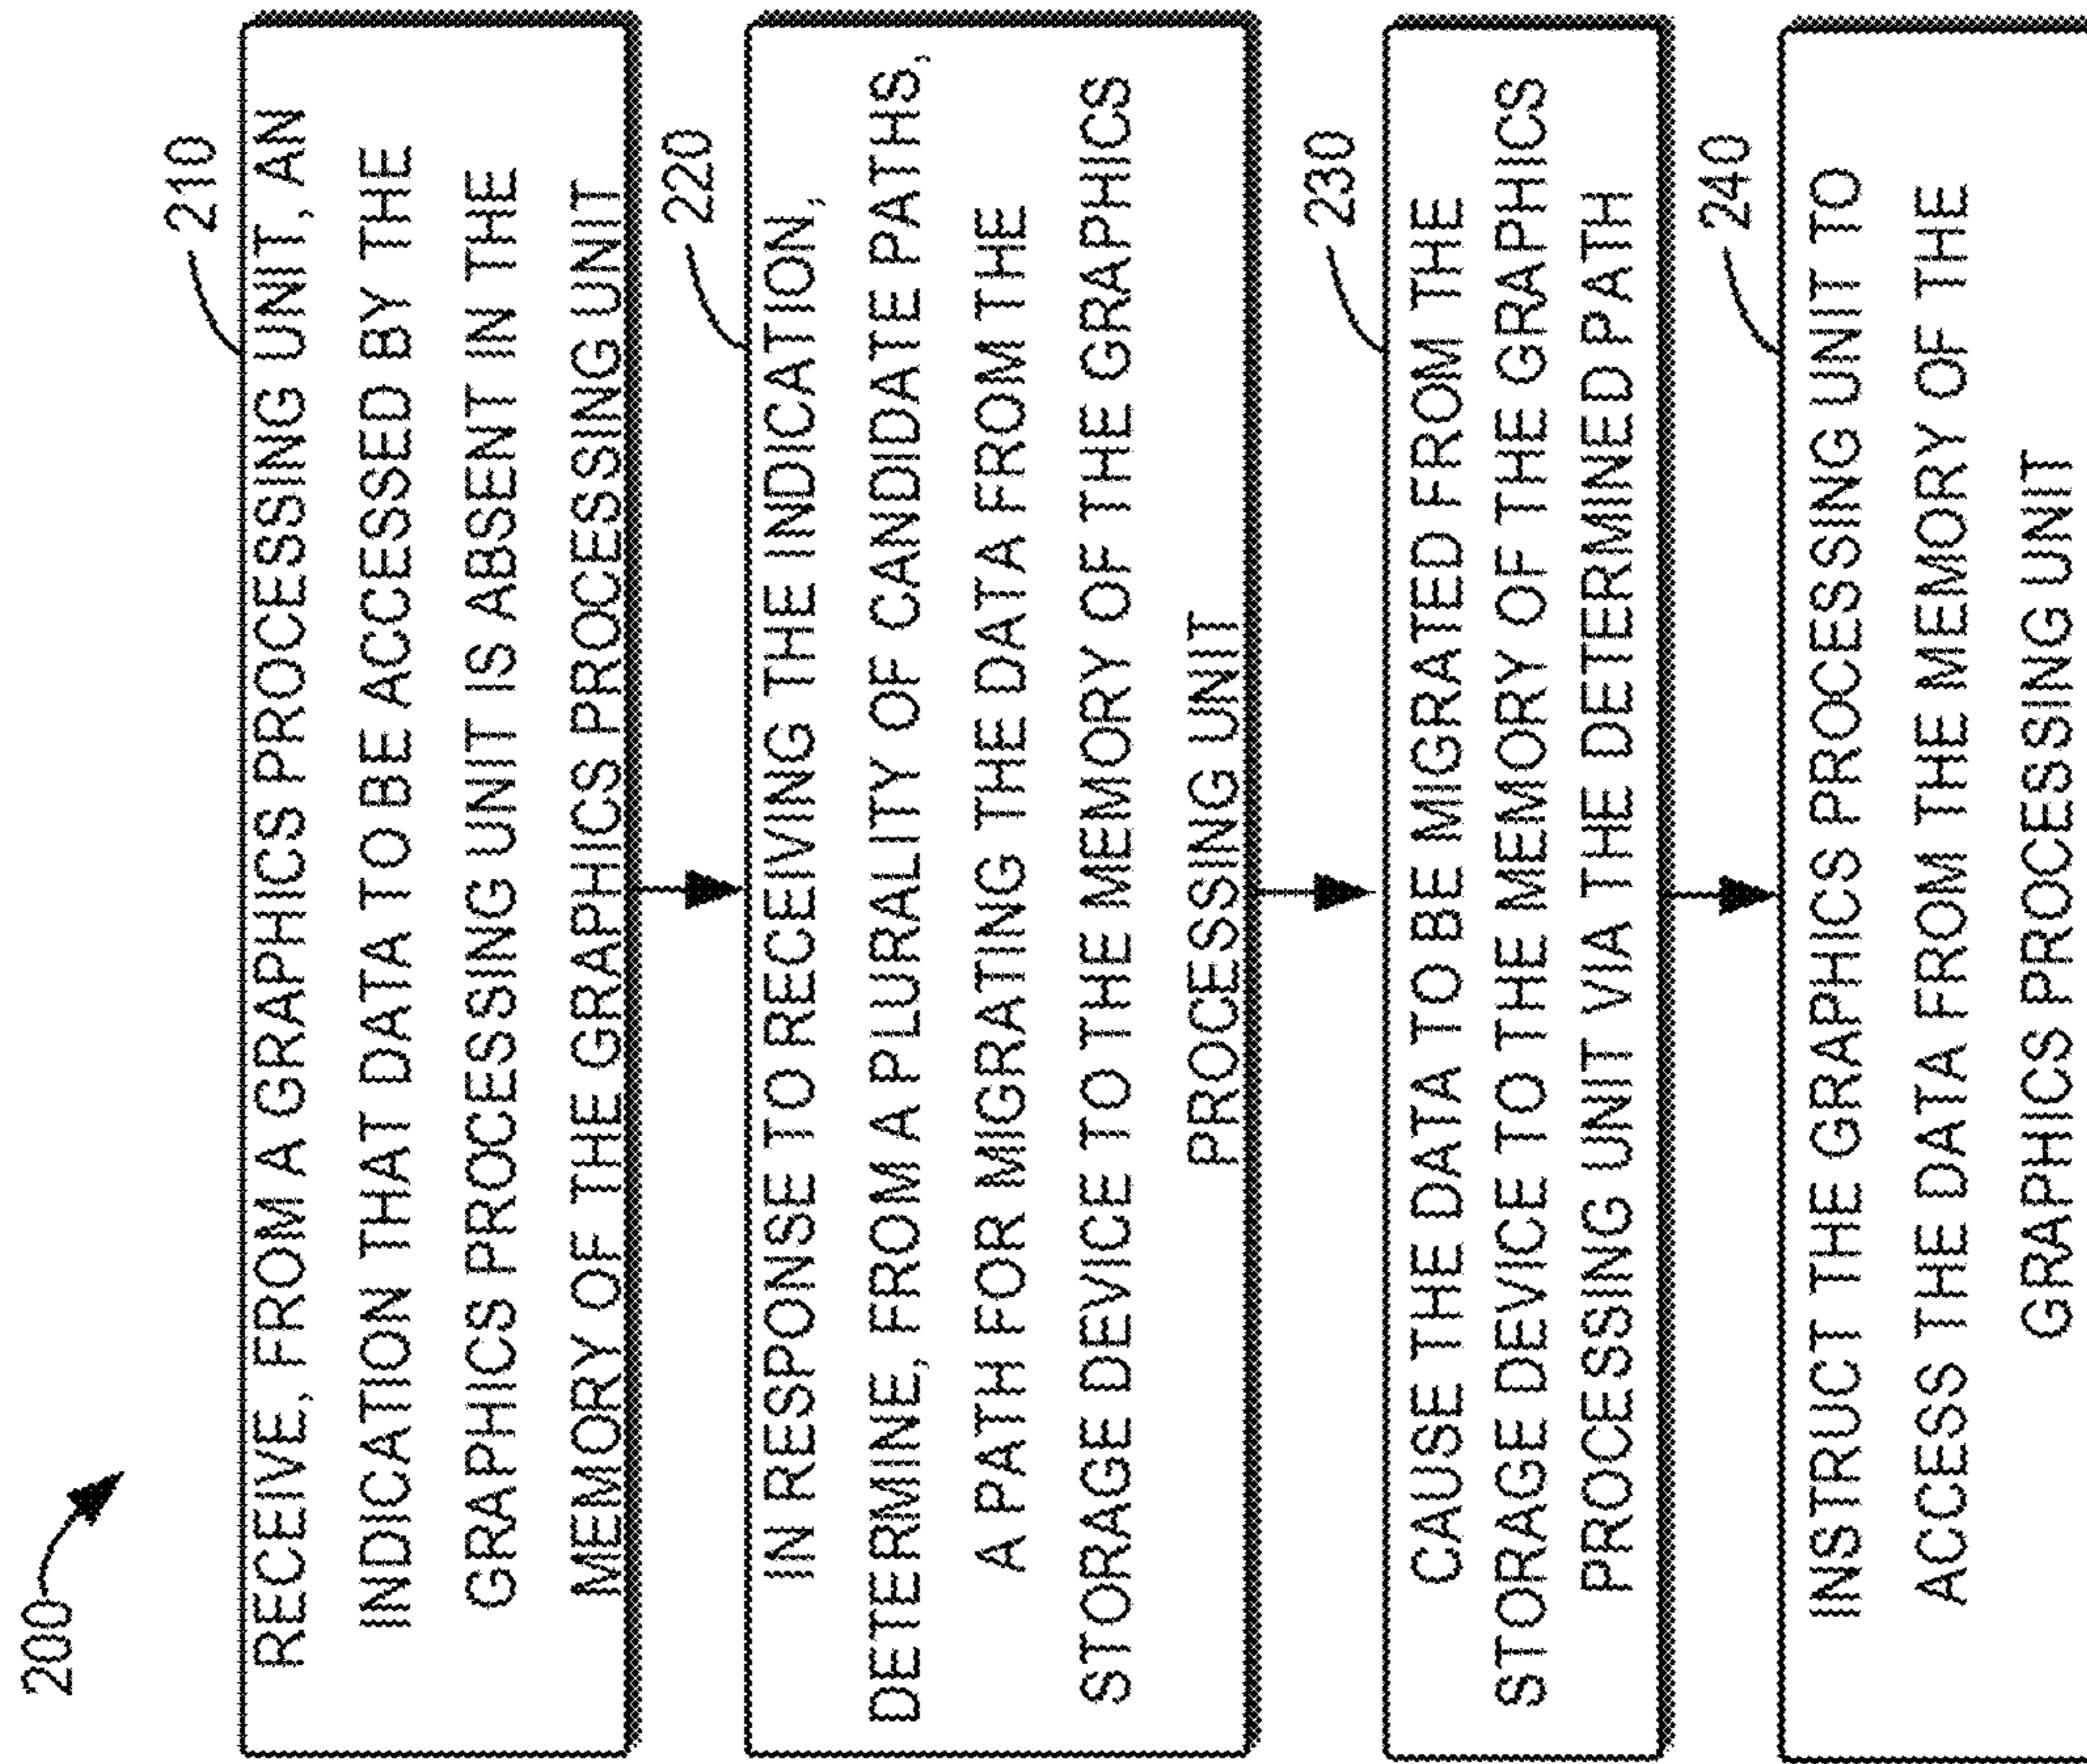 200
210
RECEIVE, FROM A GRAPHICS PROCESSING UNIT, AN
INDICATION THAT DATA TO BE ACCESSED BY THE
GRAPHICS PROCESSING UNIT IS ABSENT IN THE
MEMORY OF THE GRAPHICS PROCESSING UNIT
220
IN RESPONSE TO RECEIVING THE INDICATION,
DETERMINE, FROM A PLURALITY OF CANDIDATE PATHS,
A PATH FOR MIGRATING THE DATA FROM THE
STORAGE DEVICE TO THE MEMORY OF THE GRAPHICS
PROCESSING UNIT
230
CAUSE THE DATA TO BE MIGRATED FROM THE
STORAGE DEVICE TO THE MEMORY OF THE GRAPHICS
PROCESSING UNIT VIA THE DETERMINED PATH
240
INSTRUCT THE GRAPHICS PROCESSING UNIT TO
ACCESS THE DATA FROM THE MEMORY OF THE
GRAPHICS PROCESSING UNIT